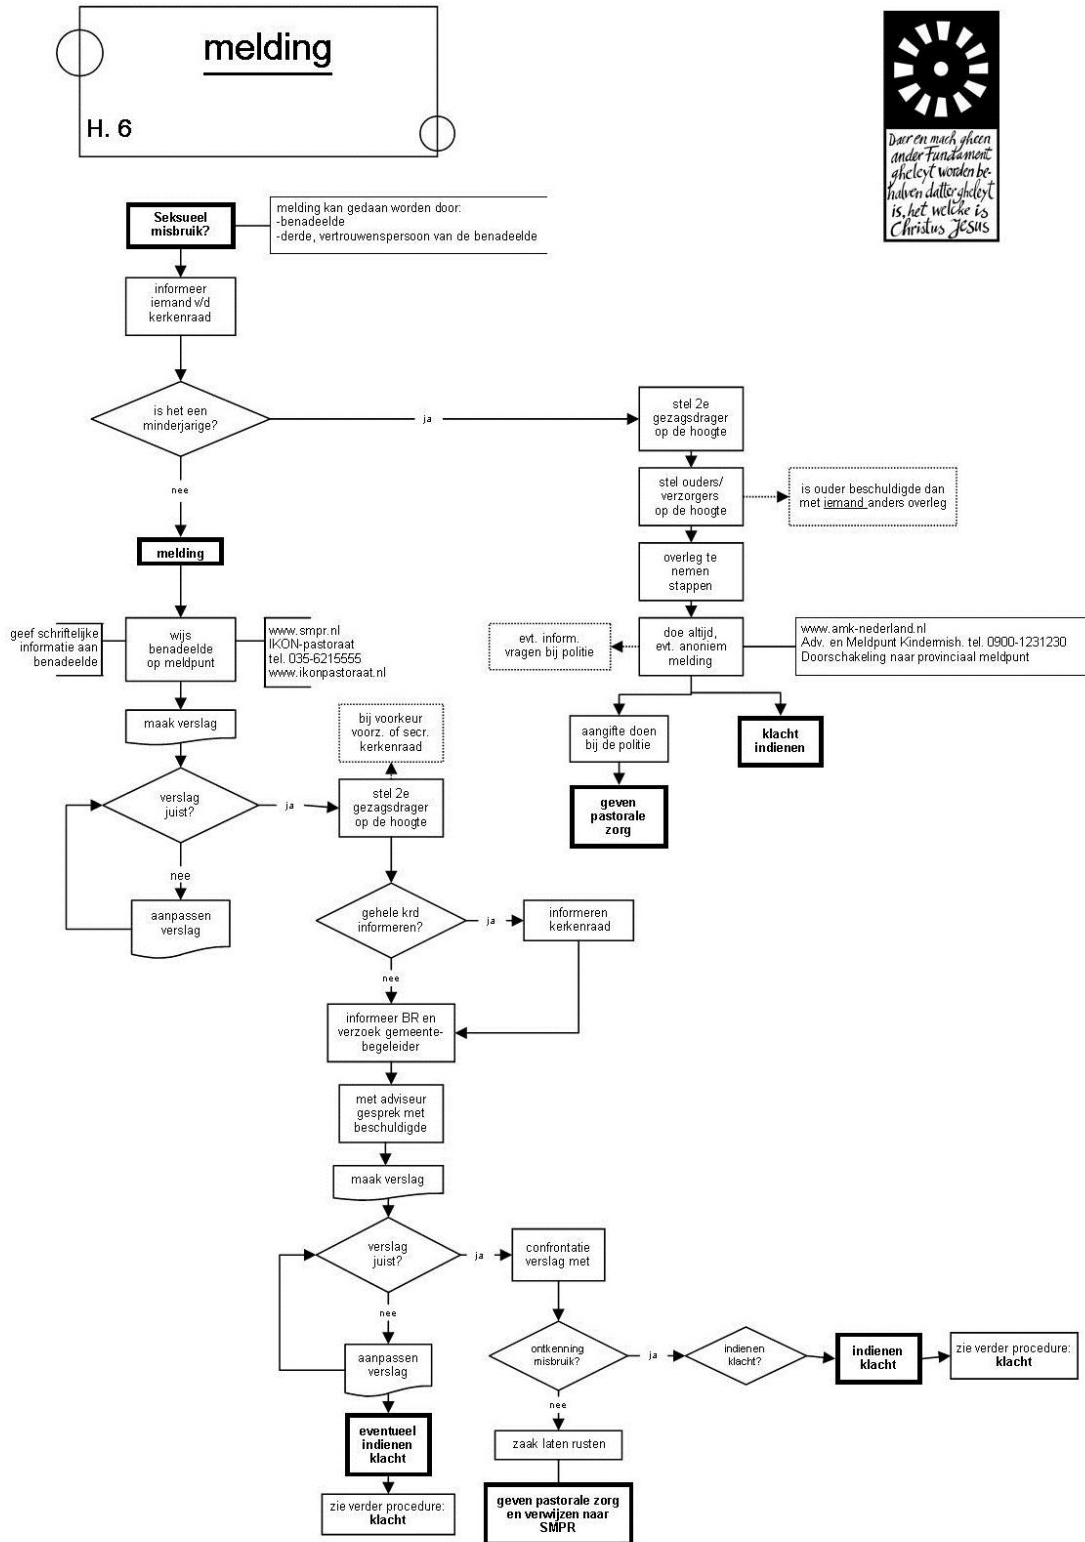 melding
H. 6
Daer en mach gheen
ander Fundament
gheleyt worden be-
halven datter gheleyt
is, het welcke is
Christus Jesus
Seksueel
misbruik?
melding kan gedaan worden door:
-benadeelde
-derde, vertrouwenspersoon van de benadeelde
informeer
iemand v/d
kerkenraad
is het een
minderjarige?
ja
nee
stel 2e
gezagsdrager
op de hoogte
stel ouders/
verzorgers
op de hoogte
is ouder beschuldigde dan
met iemand anders overleg
overleg te
nemen
stappen
melding
geef schriftelijke
informatie aan
benadeelde
wijs
benadeelde
op meldpunt
www.smpr.nl
IKON-pastoraat
tel. 035-6215555
www.ikonpastoraat.nl
evt. inform.
vragen bij politie
doe altijd,
evt. anoniem
melding
www.amk-nederland.nl
Adv. en Meldpunt Kindermish. tel. 0900-1231230
Doorschakeling naar provinciaal meldpunt
aangifte doen
bij de politie
klacht
indienen
geven
pastorale
zorg
maak verslag
bij voorkeur
voorz. of secr.
kerkenraad
verslag
juist?
ja
nee
stel 2e
gezagsdrager
op de hoogte
aanpassen
verslag
gehele krd
informeren?
ja
nee
informeren
kerkenraad
informeer BR en
verzoek gemeente-
begeleider
met adviseur
gesprek met
beschuldigde
maak verslag
verslag
juist?
ja
nee
confrontatie
verslag met
aanpassen
verslag
ontkenning
misbruik?
ja
nee
indienen
klacht?
indienen
klacht
zie verder procedure:
klacht
eventueel
indienen
klacht
zie verder procedure:
klacht
zaak laten rusten
geven pastorale zorg
en verwijzen naar
SMPR